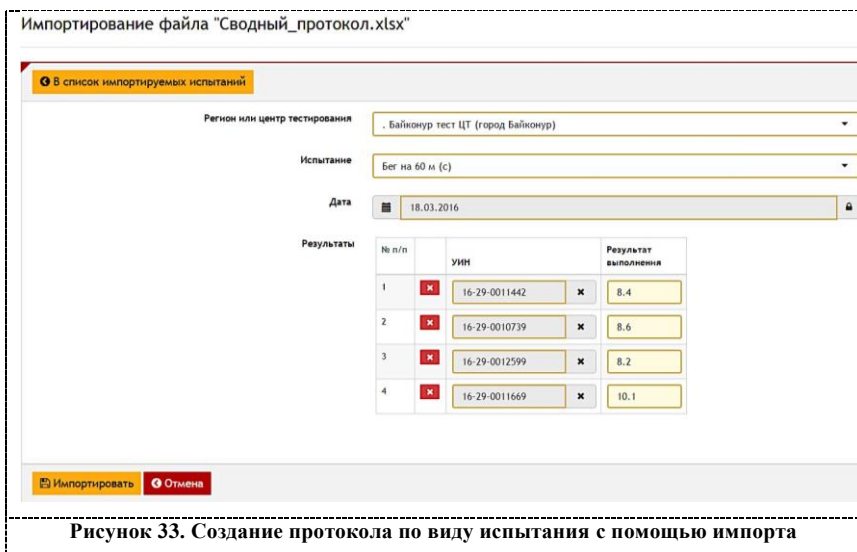 Импортирование файла "Сводный_протокол.xlsx"
В список импортируемых испытаний
Регион или центр тестирования
. Байконур тест ЦТ (город Байконур)
Испытание
Бег на 60 м (с)
Дата
18.03.2016
Результаты
№ п/п УИН Результат выполнения
1 16-29-0011442 8.4
2 16-29-0010739 8.6
3 16-29-0012599 8.2
4 16-29-0011669 10.1
Импортировать Отмена
Рисунок 33. Создание протокола по виду испытания с помощью импорта